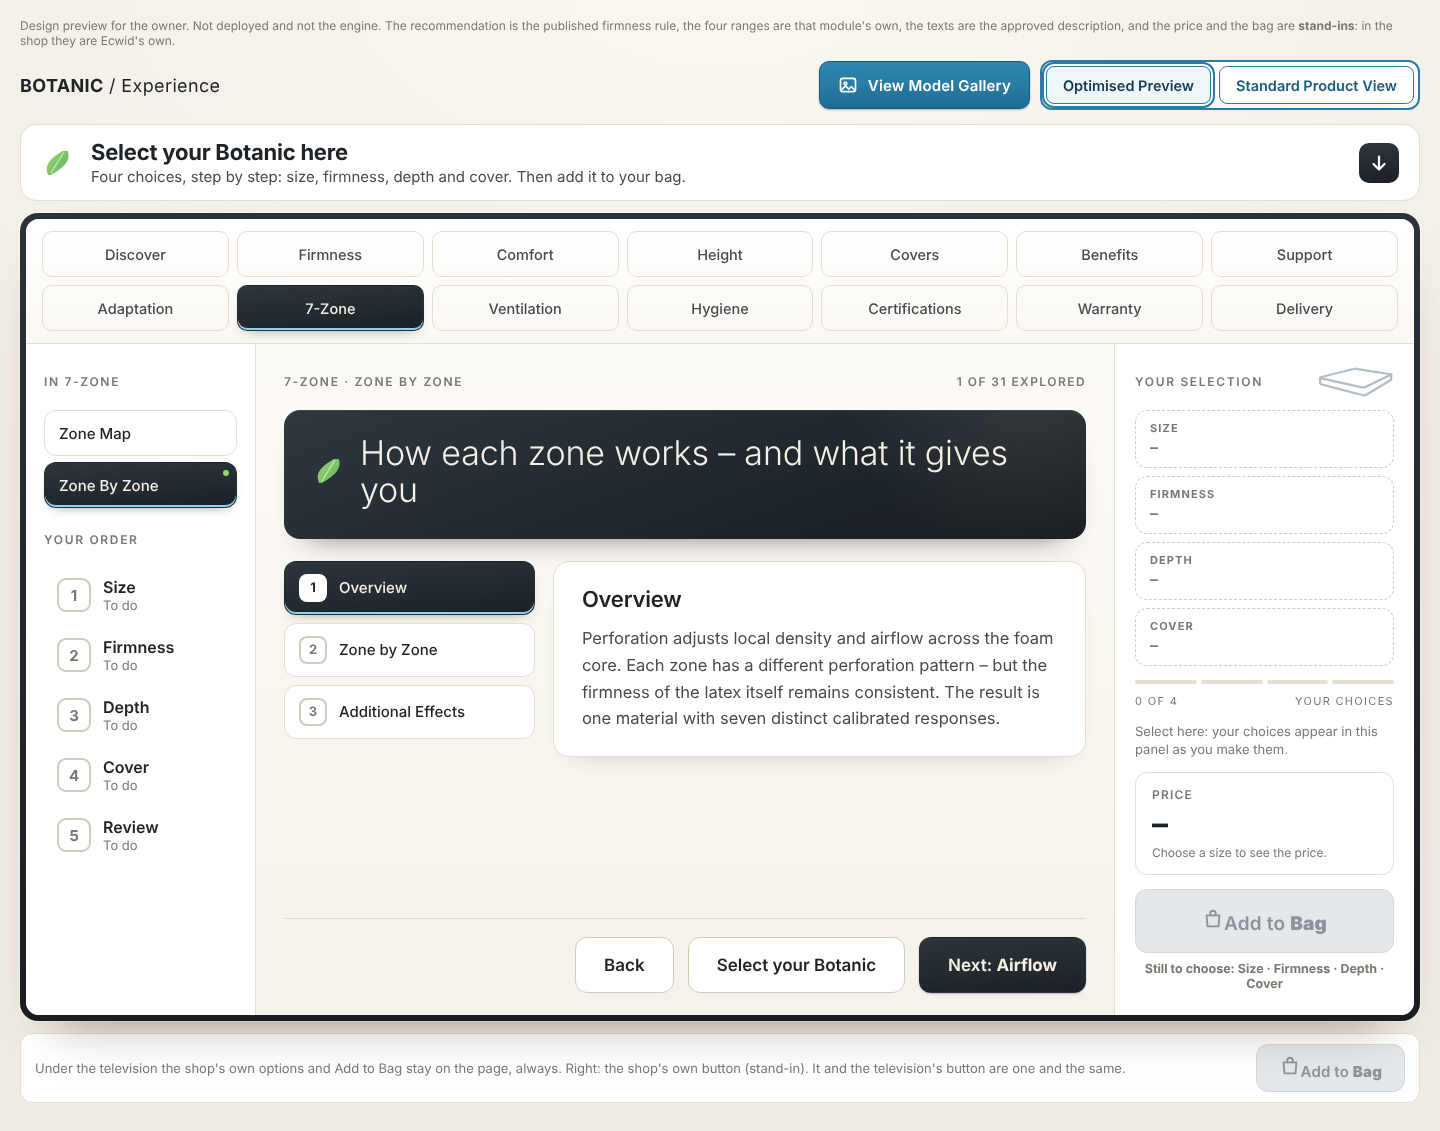 Design preview for the owner. Not deployed and not the engine. The recommendation is the published firmness rule, the four ranges are that module's own, the texts are the approved description, and the price and the bag are stand-ins: in the
shop they are Ecwid's own.
BOTANIC / Experience
View Model Gallery
Optimised Preview
Standard Product View
Select your Botanic here
Four choices, step by step: size, firmness, depth and cover. Then add it to your bag.
Discover
Firmness
Comfort
Height
Covers
Benefits
Support
Adaptation
7-Zone
Ventilation
Hygiene
Certifications
Warranty
Delivery
IN 7-ZONE
Zone Map
Zone By Zone
YOUR ORDER
1
Size
To do
2
Firmness
To do
3
Depth
To do
4
Cover
To do
5
Review
To do
7-ZONE · ZONE BY ZONE
1 OF 31 EXPLORED
How each zone works – and what it gives
you
1
Overview
2
Zone by Zone
3
Additional Effects
Overview
Perforation adjusts local density and airflow across the foam
core. Each zone has a different perforation pattern – but the
firmness of the latex itself remains consistent. The result is
one material with seven distinct calibrated responses.
Back
Select your Botanic
Next: Airflow
YOUR SELECTION
SIZE
–
FIRMNESS
–
DEPTH
–
COVER
–
0 OF 4
YOUR CHOICES
Select here: your choices appear in this
panel as you make them.
PRICE
–
Choose a size to see the price.
Add to Bag
Still to choose: Size · Firmness · Depth ·
Cover
Under the television the shop's own options and Add to Bag stay on the page, always. Right: the shop's own button (stand-in). It and the television's button are one and the same.
Add to Bag